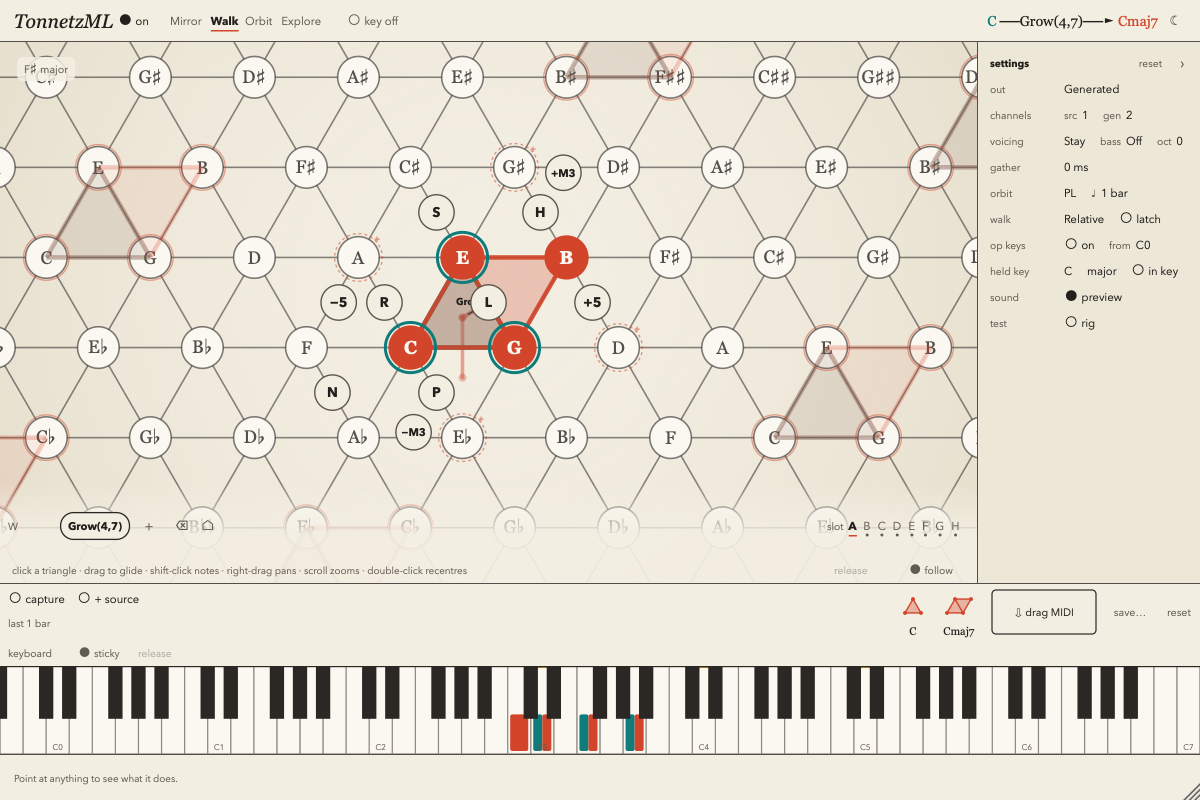 TonnetzML on Mirror Walk Orbit Explore key off C Grow(4,7) Cmaj7
F♯ major
C♯ G♯ D♯ A♯ E♯ B♯ F♯♯ C♯♯ G♯♯
E B F♯ C♯ G♯ +M3 D♯ A♯ E♯ B♯
S H
C G D A E B F♯ C♯ G♯
−5 R L +5
E♭ B♭ F C G D A E B
N P
C♭ G♭ D♭ A♭ −M3 E♭ B♭ F C G
W Grow(4,7) + B♭ F♭ C♭ G♭ D♭ A♭ slot A B C D E F G H
click a triangle · drag to glide · shift-click notes · right-drag pans · scroll zooms · double-click recentres release follow
settings reset ›
out Generated
channels src 1 gen 2
voicing Stay bass Off oct 0
gather 0 ms
orbit PL ♩ 1 bar
walk Relative latch
op keys on from C0
held key C major in key
sound preview
test rig
capture + source
last 1 bar
C Cmaj7 ⇩ drag MIDI save... reset
keyboard sticky release
C0 C1 C2 C4 C5 C6 C7
Point at anything to see what it does.